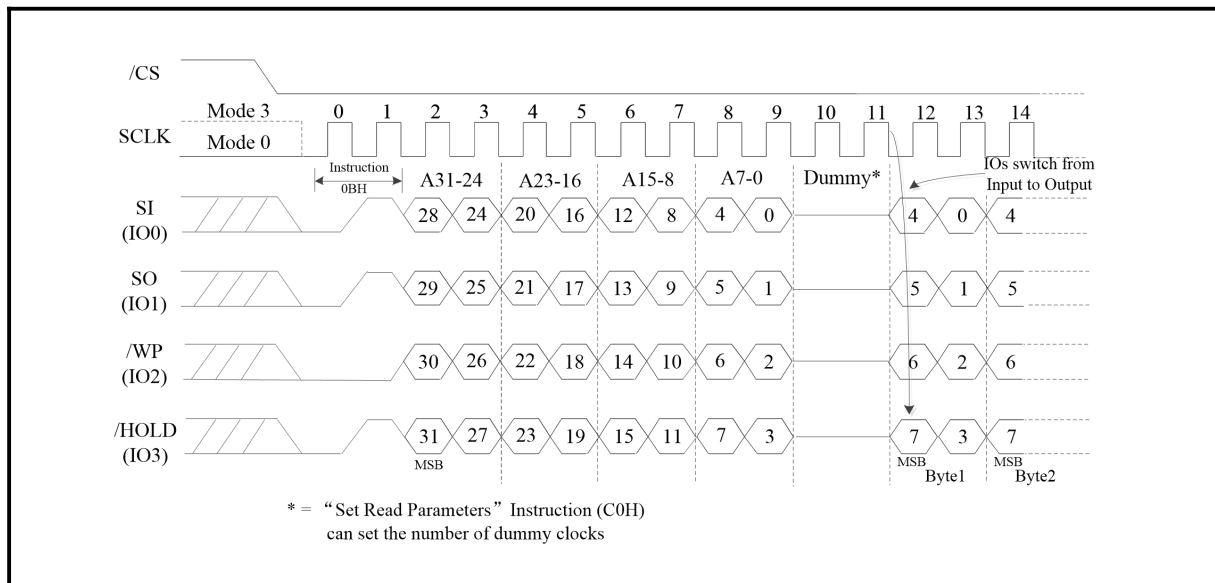 /CS
Mode 3 0 1 2 3 4 5 6 7 8 9 10 11 12 13 14
SCLK
Mode 0
Instruction
0BH
A31-24 A23-16 A15-8 A7-0 Dummy*
IOs switch from
Input to Output
SI
(IO0)
28 24 20 16 12 8 4 0 4 0 4
SO
(IO1)
29 25 21 17 13 9 5 1 5 1 5
/WP
(IO2)
30 26 22 18 14 10 6 2 6 2 6
/HOLD
(IO3)
31 27 23 19 15 11 7 3 7 3 7
MSB MSB MSB
Byte1 Byte2
* = “Set Read Parameters” Instruction (C0H)
can set the number of dummy clocks